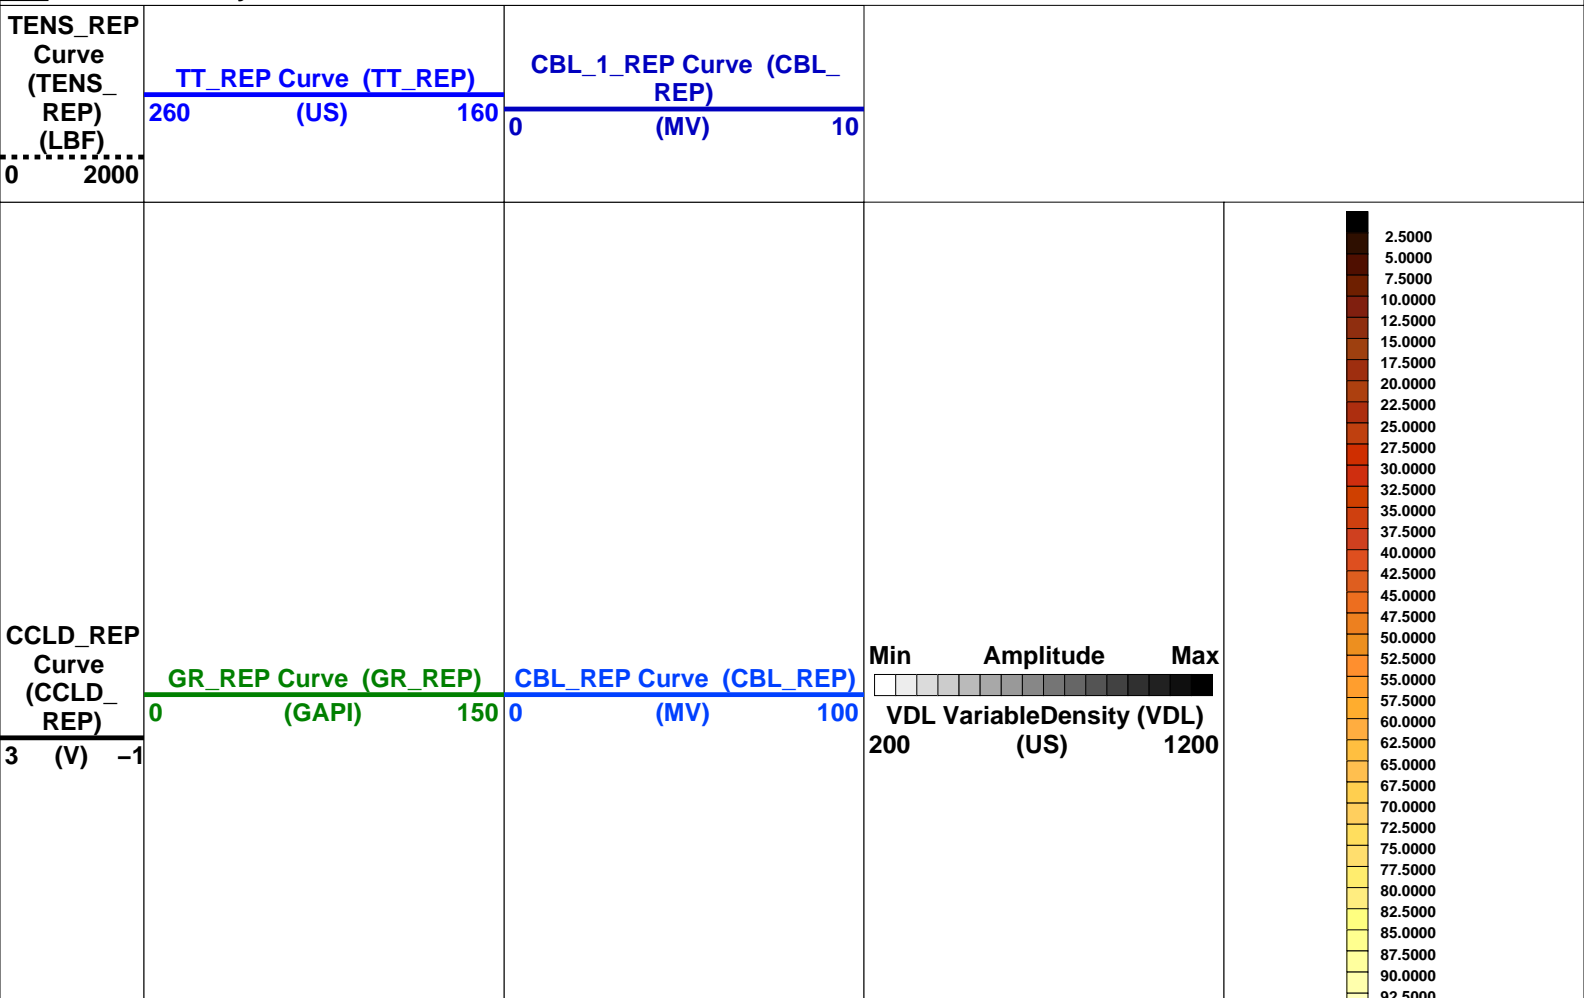 TENS_REP
Curve
(TENS_
REP)
(LBF)
0 2000
TT_REP Curve (TT_REP)
260 (US) 160
CBL_1_REP Curve (CBL_
REP)
0 (MV) 10
CCLD_REP
Curve
(CCLD_
REP)
3 (V) −1
GR_REP Curve (GR_REP)
0 (GAPI) 150
CBL_REP Curve (CBL_REP)
0 (MV) 100
Min Amplitude Max
VDL VariableDensity (VDL)
200 (US) 1200
2.5000
5.0000
7.5000
10.0000
12.5000
15.0000
17.5000
20.0000
22.5000
25.0000
27.5000
30.0000
32.5000
35.0000
37.5000
40.0000
42.5000
45.0000
47.5000
50.0000
52.5000
55.0000
57.5000
60.0000
62.5000
65.0000
67.5000
70.0000
72.5000
75.0000
77.5000
80.0000
82.5000
85.0000
87.5000
90.0000
92.5000